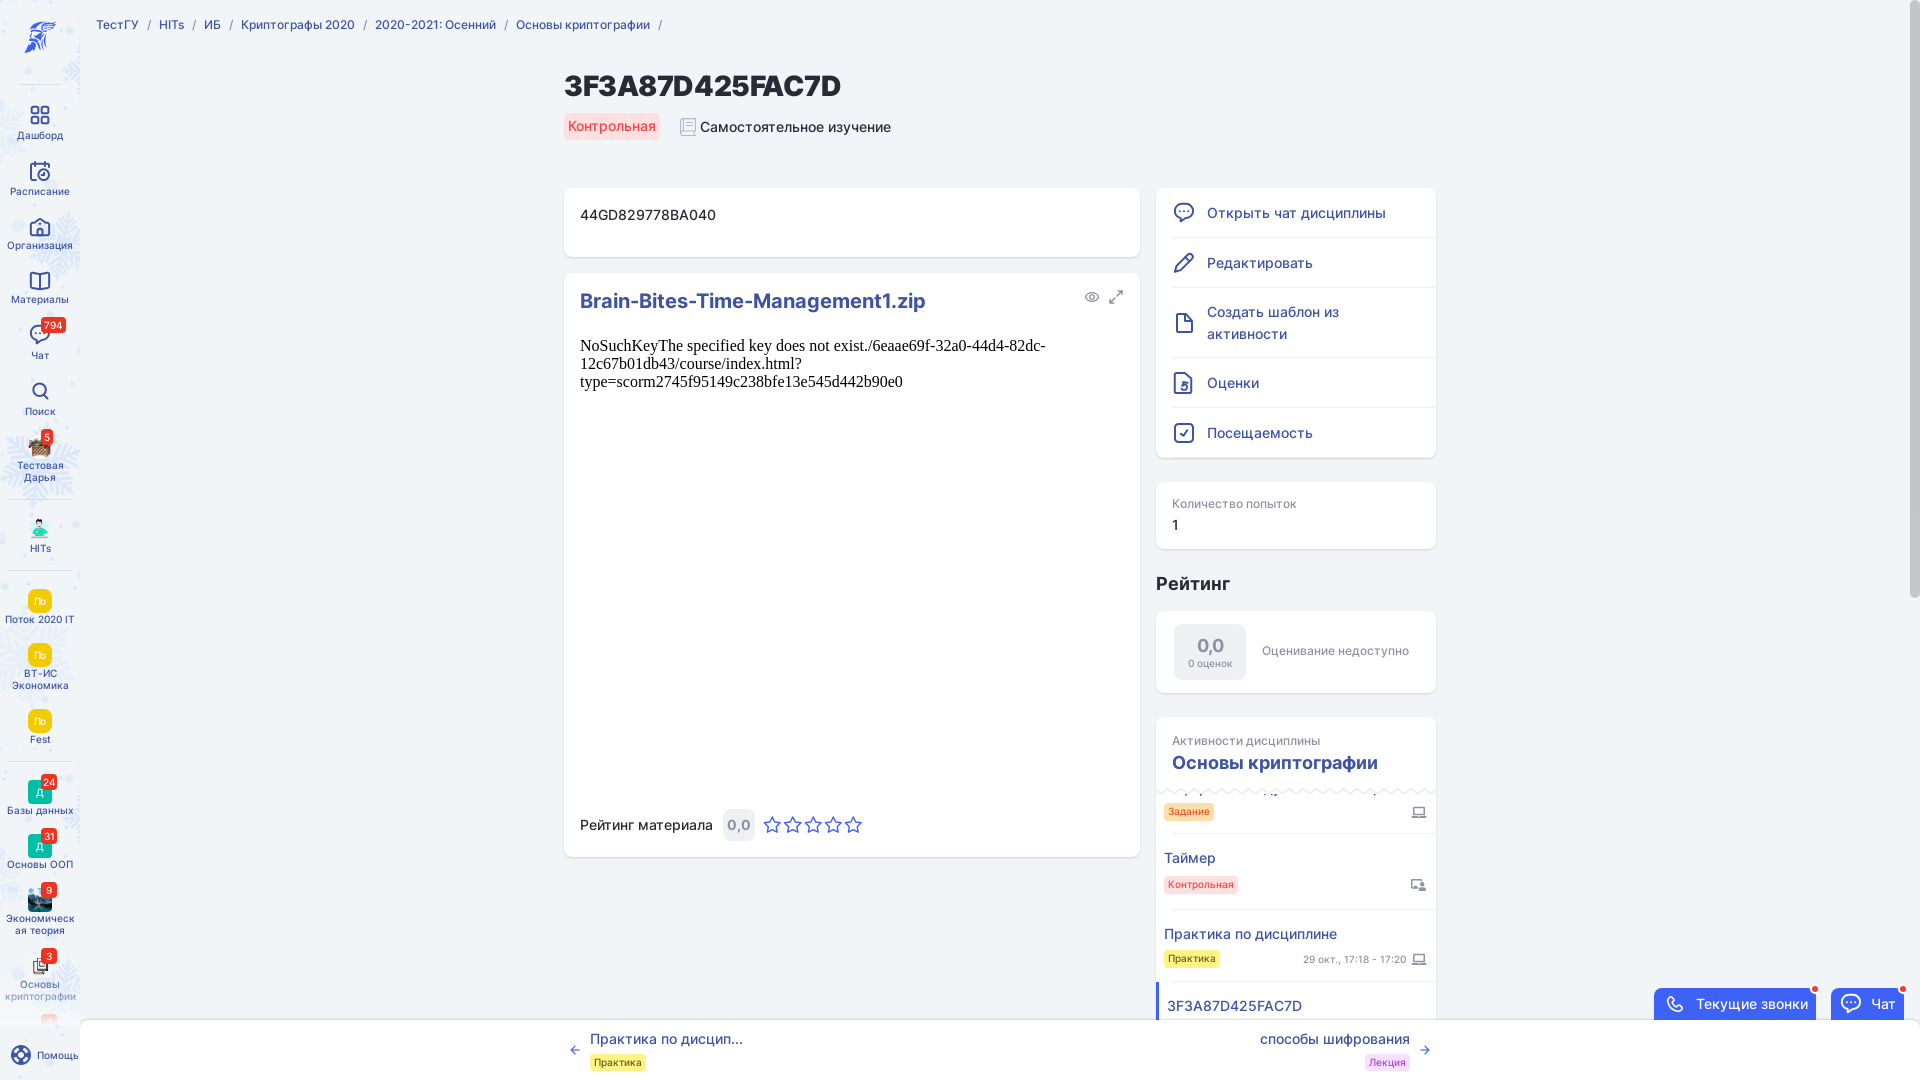 ТестГУ / HITs / ИБ / Криптографы 2020 / 2020-2021: Осенний / Основы криптографии /
Дашборд
Расписание
Организация
Материалы
794
Чат
Поиск
5
Тестовая
Дарья
HITs
По
Поток 2020 IT
По
ВТ-ИС
Экономика
По
Fest
24
Д
Базы данных
31
Д
Основы ООП
9
Экономическ
ая теория
3
Основы
криптографии
Помощь
3F3A87D425FAC7D
Контрольная
Самостоятельное изучение
44GD829778BA040
Brain-Bites-Time-Management1.zip
NoSuchKeyThe specified key does not exist./6eaae69f-32a0-44d4-82dc-
12c67b01db43/course/index.html?
type=scorm2745f95149c238bfe13e545d442b90e0
Рейтинг материала 0,0
Открыть чат дисциплины
Редактировать
Создать шаблон из
активности
Оценки
Посещаемость
Количество попыток
1
Рейтинг
0,0
0 оценок
Оценивание недоступно
Активности дисциплины
Основы криптографии
Задание
Таймер
Контрольная
Практика по дисциплине
Практика 29 окт., 17:18 - 17:20
3F3A87D425FAC7D
Текущие звонки
Чат
Практика по дисцип...
Практика
способы шифрования
Лекция